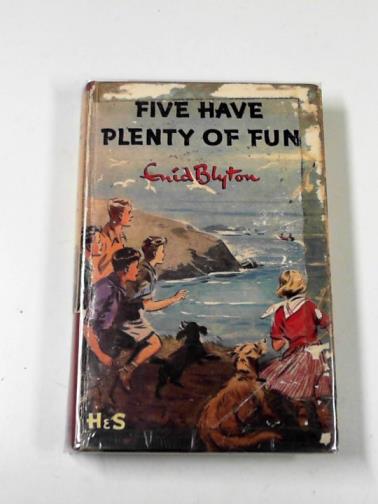 FIVE HAVE
PLENTY OF FUN
Enid Blyton
H&S